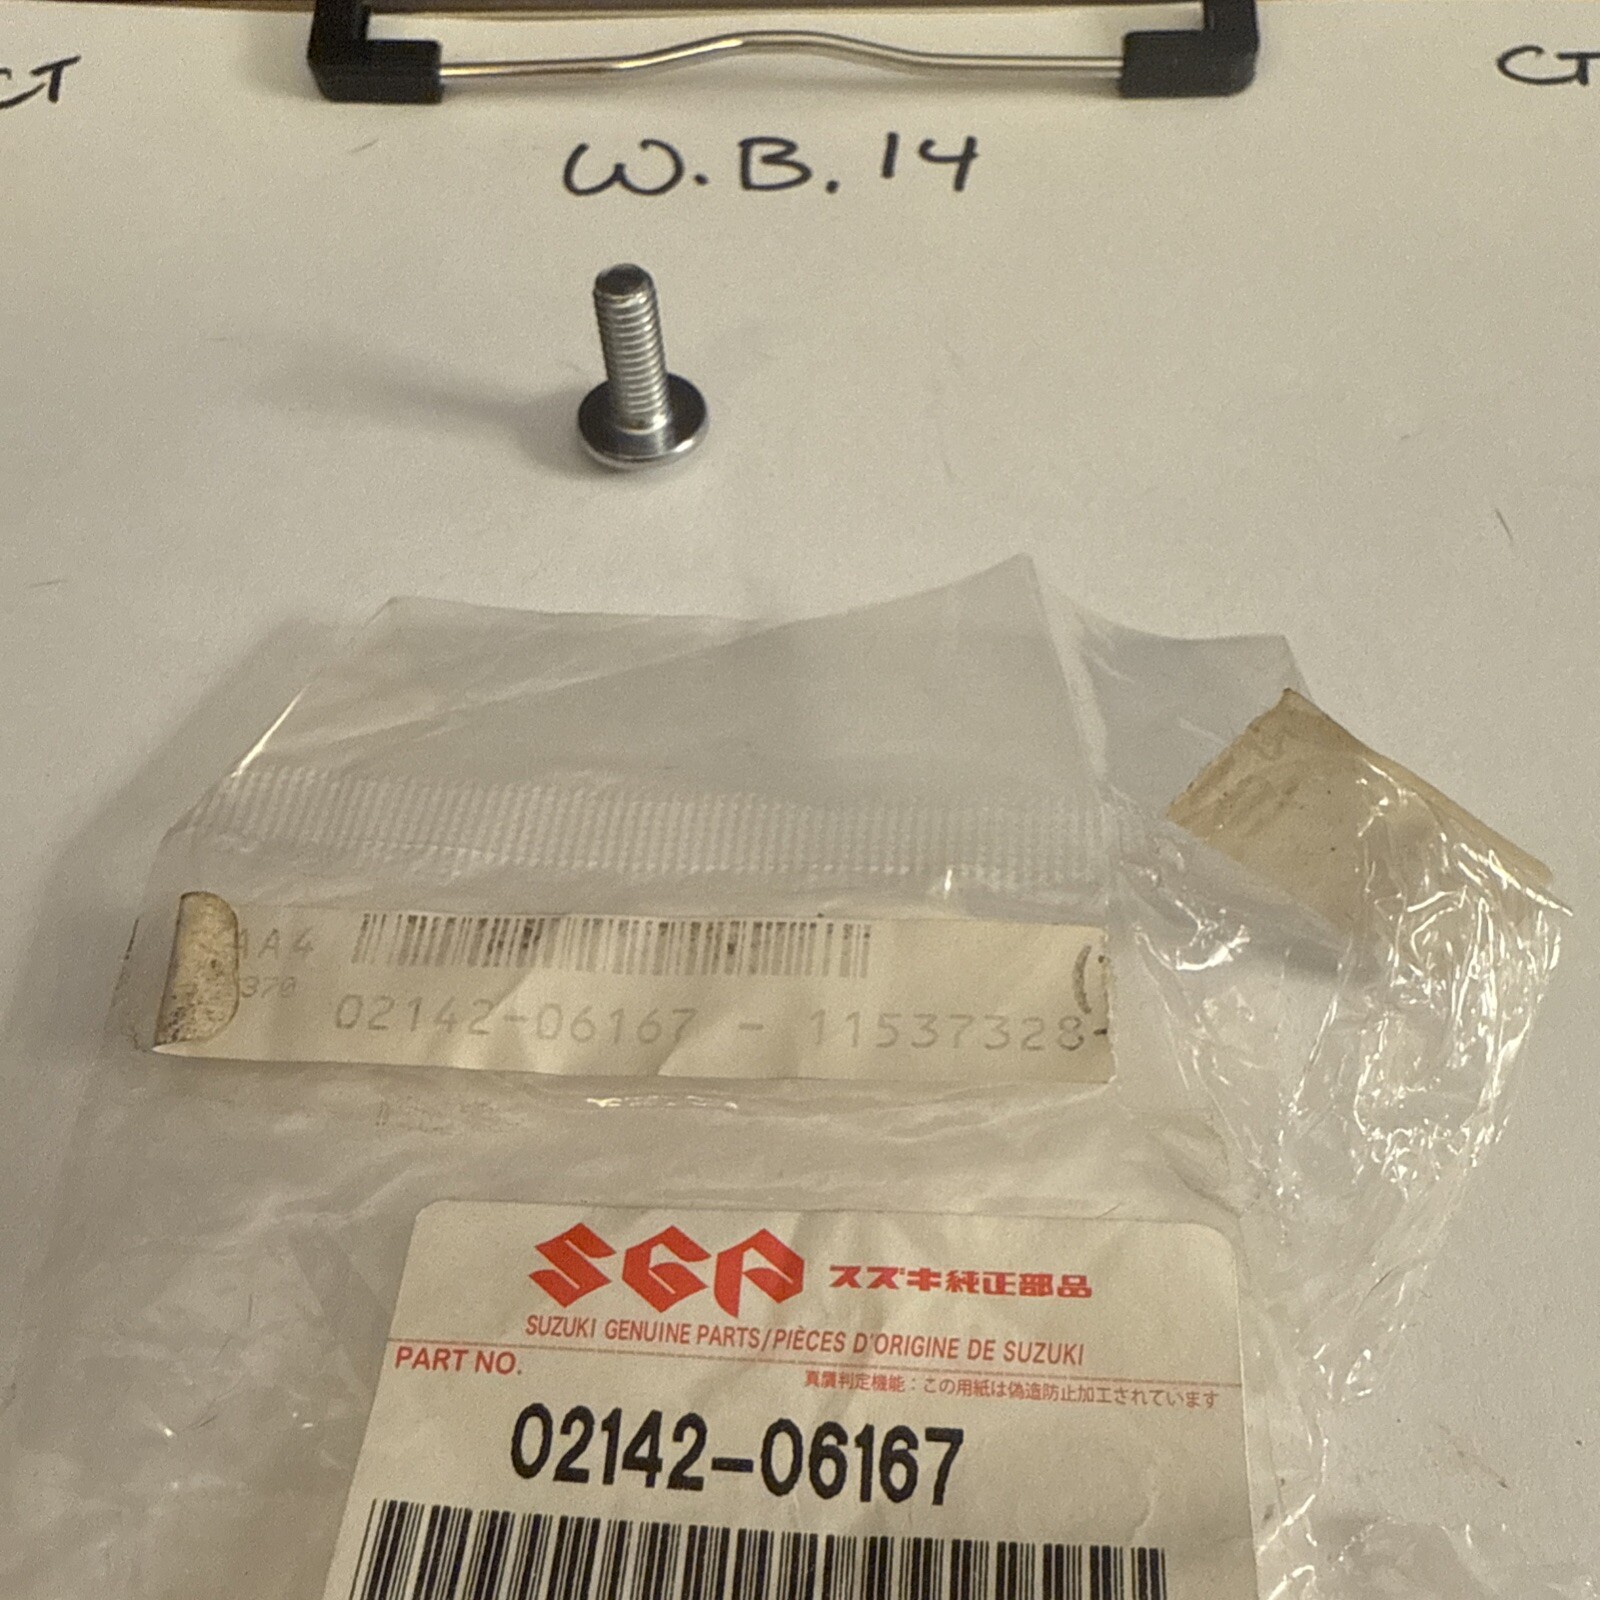 CT
CT
W.B.14
AA4
370
02142-06167 - 11537328-
SGP スズキ純正部品
SUZUKI GENUINE PARTS/PIÈCES D'ORIGINE DE SUZUKI
PART NO.
真贋判定機能：この用紙は偽造防止加工されています
02142-06167